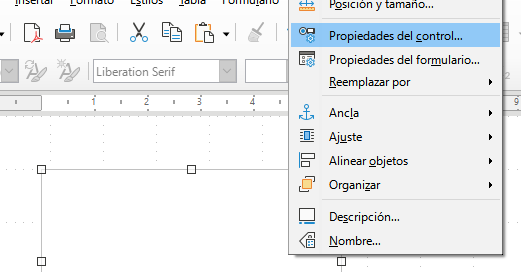 Insertar Formato Estilos Tabla Formulario
Posición y tamaño...
Propiedades del control...
Propiedades del formulario...
Reemplazar por
Liberation Serif
1 2 3 4 9
Ancla
Ajuste
Alinear objetos
Organizar
Descripción...
Nombre...